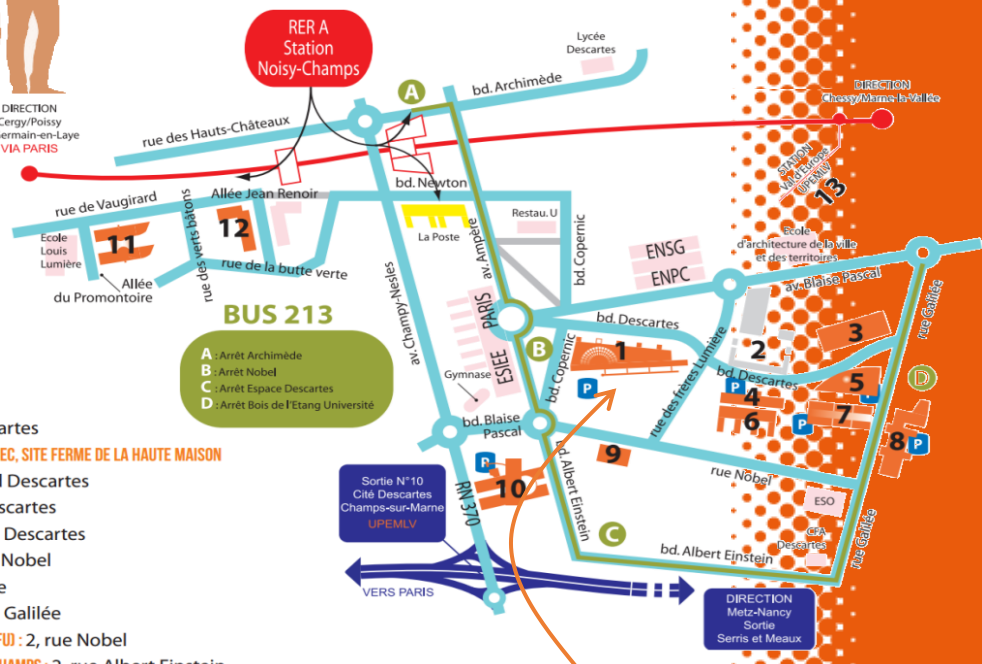 RER A
Station
Noisy-Champs
Lycée
Descartes
A
bd. Archimède
DIRECTION
Chessy/Marne-la-Vallée
DIRECTION
Cergy/Poissy
Germain-en-Laye
VIA PARIS
rue des Hauts-Châteaux
STATION
Val d'Europe
UPEMLV
13
bd. Newton
rue de Vaugirard
Allée Jean Renoir
rue des verts bâtons
11
12
Ecole
Louis
Lumière
La Poste
Restau. U
av. Ampère
bd. Copernic
ENSG
ENPC
Ecole
d'architecture de la ville
et des territoires
av. Blaise Pascal
rue de la butte verte
Allée
du Promontoire
av. Champy-Nesles
BUS 213
A : Arrêt Archimède
B : Arrêt Nobel
C : Arrêt Espace Descartes
D : Arrêt Bois de l'Etang Université
ESIEE PARIS
bd. Descartes
B
1
2
3
rue Galilée
bd. Copernic
rue des frères Lumière
bd. Descartes
Gymnase
P
P
4
5
P
D
6
7
P
8
P
bd. Blaise
Pascal
9
rue Nobel
P
10
RN 370
bd. Albert Einstein
ESO
CFA
Descartes
rue Galilée
C
bd. Albert Einstein
Sortie N°10
Cité Descartes
Champs-sur-Marne
UPEMLV
VERS PARIS
DIRECTION
Metz-Nancy
Sortie
Serris et Meaux
cartes
EC, SITE FERME DE LA HAUTE MAISON
l Descartes
scartes
Descartes
Nobel
e
Galilée
FU) : 2, rue Nobel
CHAMPS : 2, rue Albert Einstein